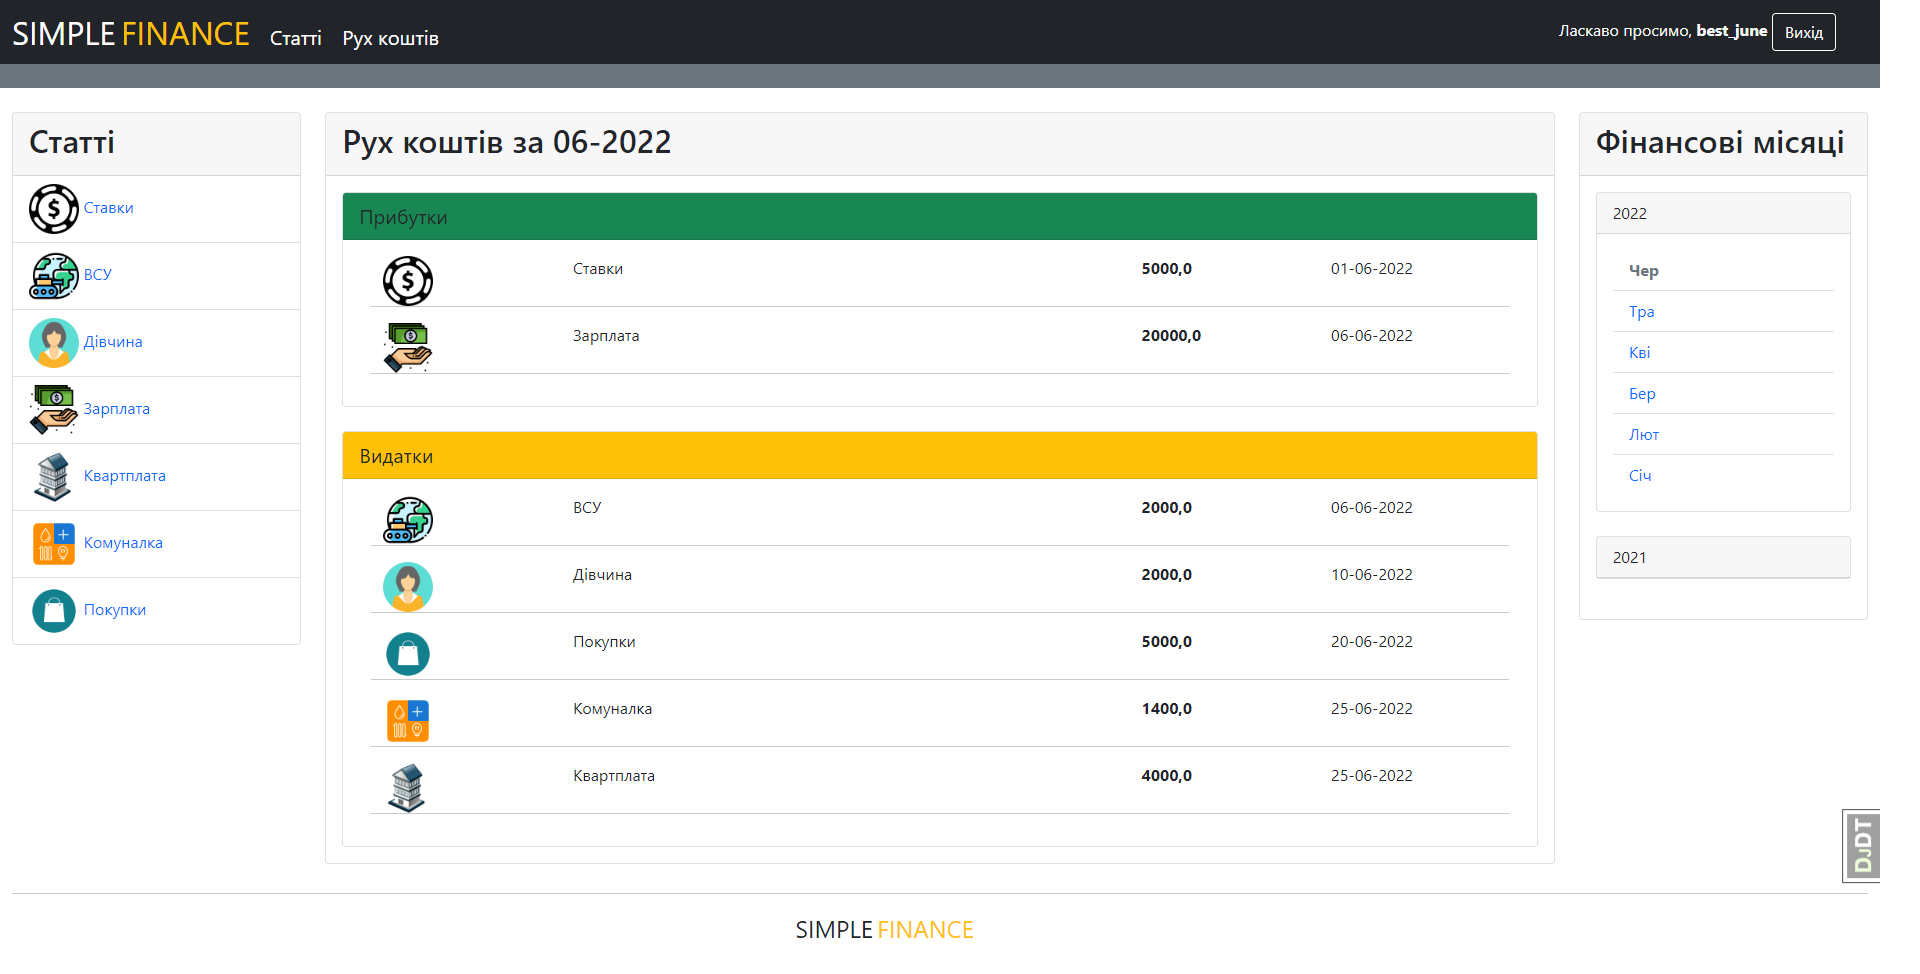 SIMPLE FINANCE Статті Рух коштів Ласкаво просимо, best_june Вихід
Статті
Ставки
ВСУ
Дівчина
Зарплата
Квартплата
Комуналка
Покупки
Рух коштів за 06-2022
Прибутки
Ставки 5000,0 01-06-2022
Зарплата 20000,0 06-06-2022
Видатки
ВСУ 2000,0 06-06-2022
Дівчина 2000,0 10-06-2022
Покупки 5000,0 20-06-2022
Комуналка 1400,0 25-06-2022
Квартплата 4000,0 25-06-2022
Фінансові місяці
2022
Чер
Тра
Кві
Бер
Лют
Січ
2021
DJDT
SIMPLE FINANCE